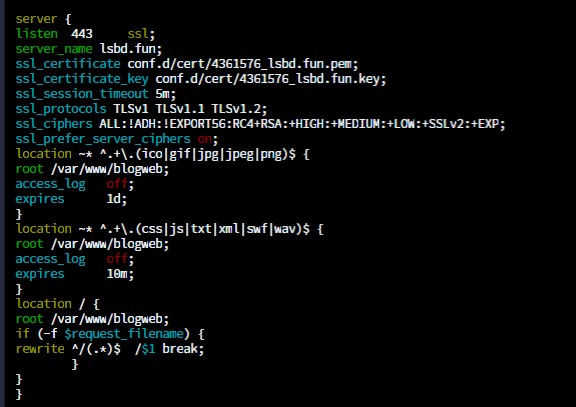 server {
listen  443     ssl;
server_name lsbd.fun;
ssl_certificate conf.d/cert/4361576_lsbd.fun.pem;
ssl_certificate_key conf.d/cert/4361576_lsbd.fun.key;
ssl_session_timeout 5m;
ssl_protocols TLSv1 TLSv1.1 TLSv1.2;
ssl_ciphers ALL:!ADH:!EXPORT56:RC4+RSA:+HIGH:+MEDIUM:+LOW:+SSLv2:+EXP;
ssl_prefer_server_ciphers on;
location ~* ^.+\.(ico|gif|jpg|jpeg|png)$ {
root /var/www/blogweb;
access_log   off;
expires      1d;
}
location ~* ^.+\.(css|js|txt|xml|swf|wav)$ {
root /var/www/blogweb;
access_log   off;
expires      10m;
}
location / {
root /var/www/blogweb;
if (-f $request_filename) {
rewrite ^/(.*)$  /$1 break;
        }
}
}